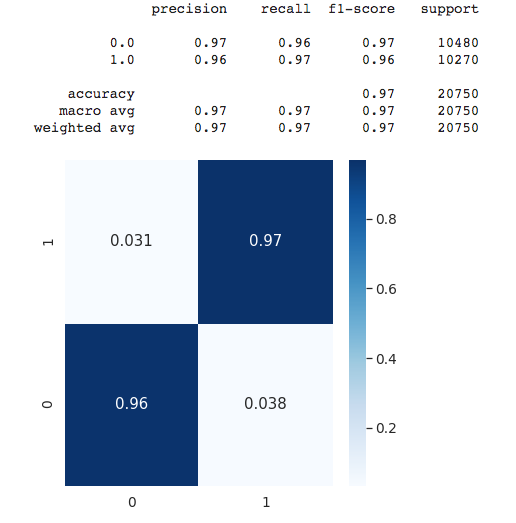 precision recall f1-score support
0.0 0.97 0.96 0.97 10480
1.0 0.96 0.97 0.96 10270
accuracy 0.97 20750
macro avg 0.97 0.97 0.97 20750
weighted avg 0.97 0.97 0.97 20750
1 0.031 0.97
0.8
0.6
0.4
0 0.96 0.038
0.2
0 1